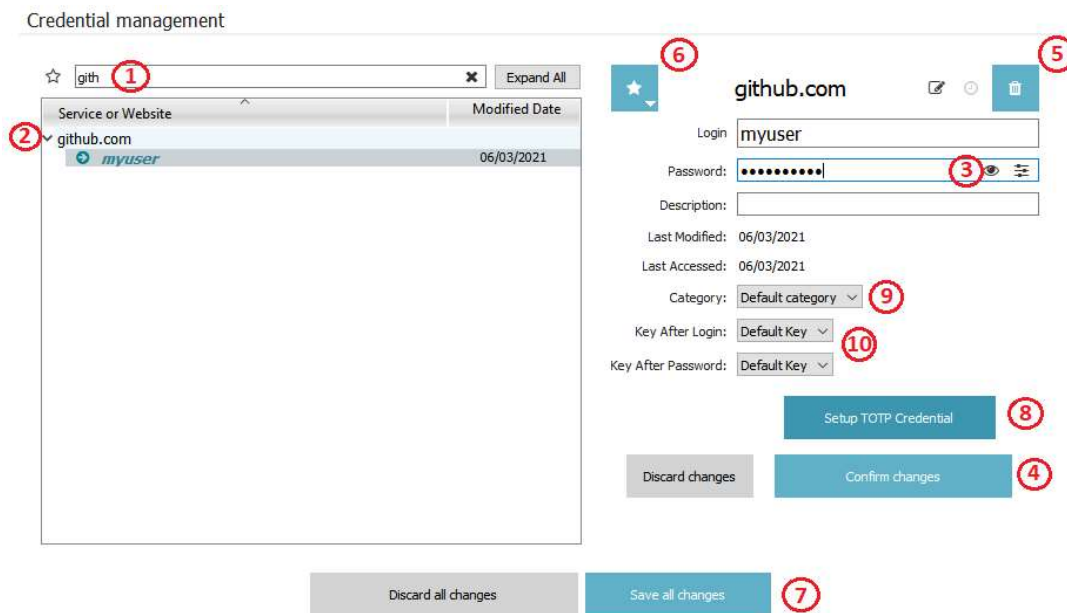 Credential management
gith 1
Expand All
Service or Website Modified Date
2 github.com
myuser 06/03/2021
6
5
github.com
Login myuser
Password: •••••••••• 3
Description:
Last Modified: 06/03/2021
Last Accessed: 06/03/2021
Category: Default category 9
Key After Login: Default Key
10
Key After Password: Default Key
Setup TOTP Credential 8
Discard changes Confirm changes 4
Discard all changes Save all changes 7